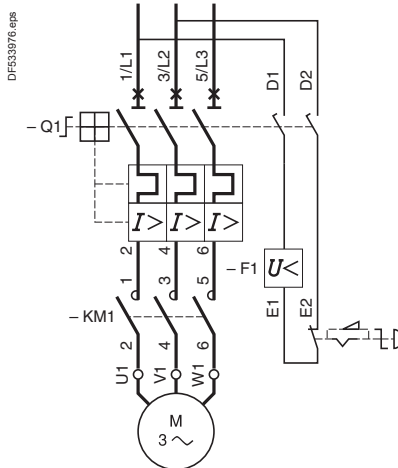 DF533976.eps
1/L1
3/L2
5/L3
D1
D2
– Q1
I> I> I>
2
4
6
– F1
U<
1
3
5
E1
E2
– KM1
2
4
6
U1
V1
W1
M
3 ~